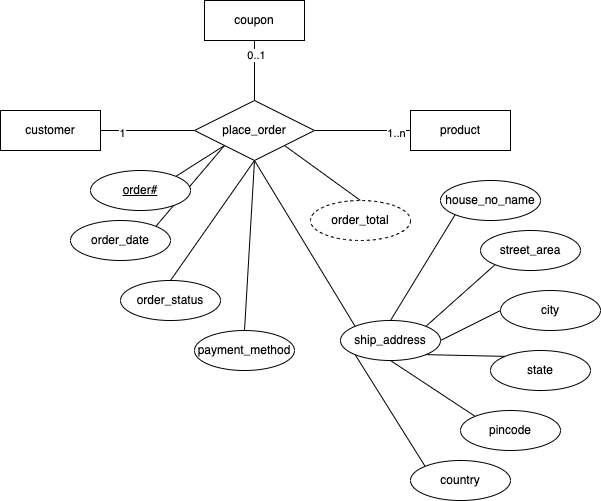 coupon
0..1
customer
1
place_order
1..n
product
order#
order_date
order_status
payment_method
order_total
house_no_name
street_area
city
ship_address
state
pincode
country